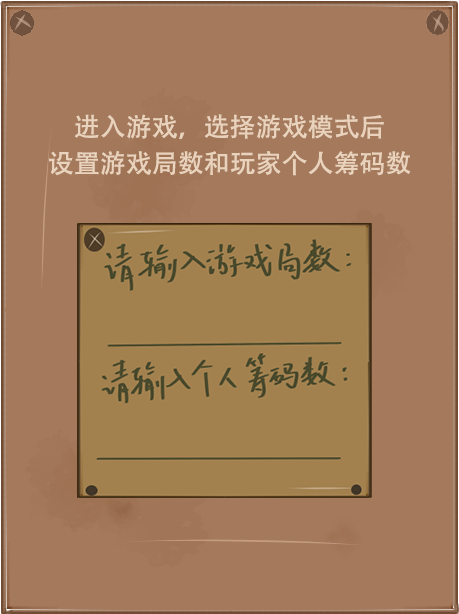 进入游戏，选择游戏模式后
设置游戏局数和玩家个人筹码数
请输入游戏局数：
请输入个人筹码数：